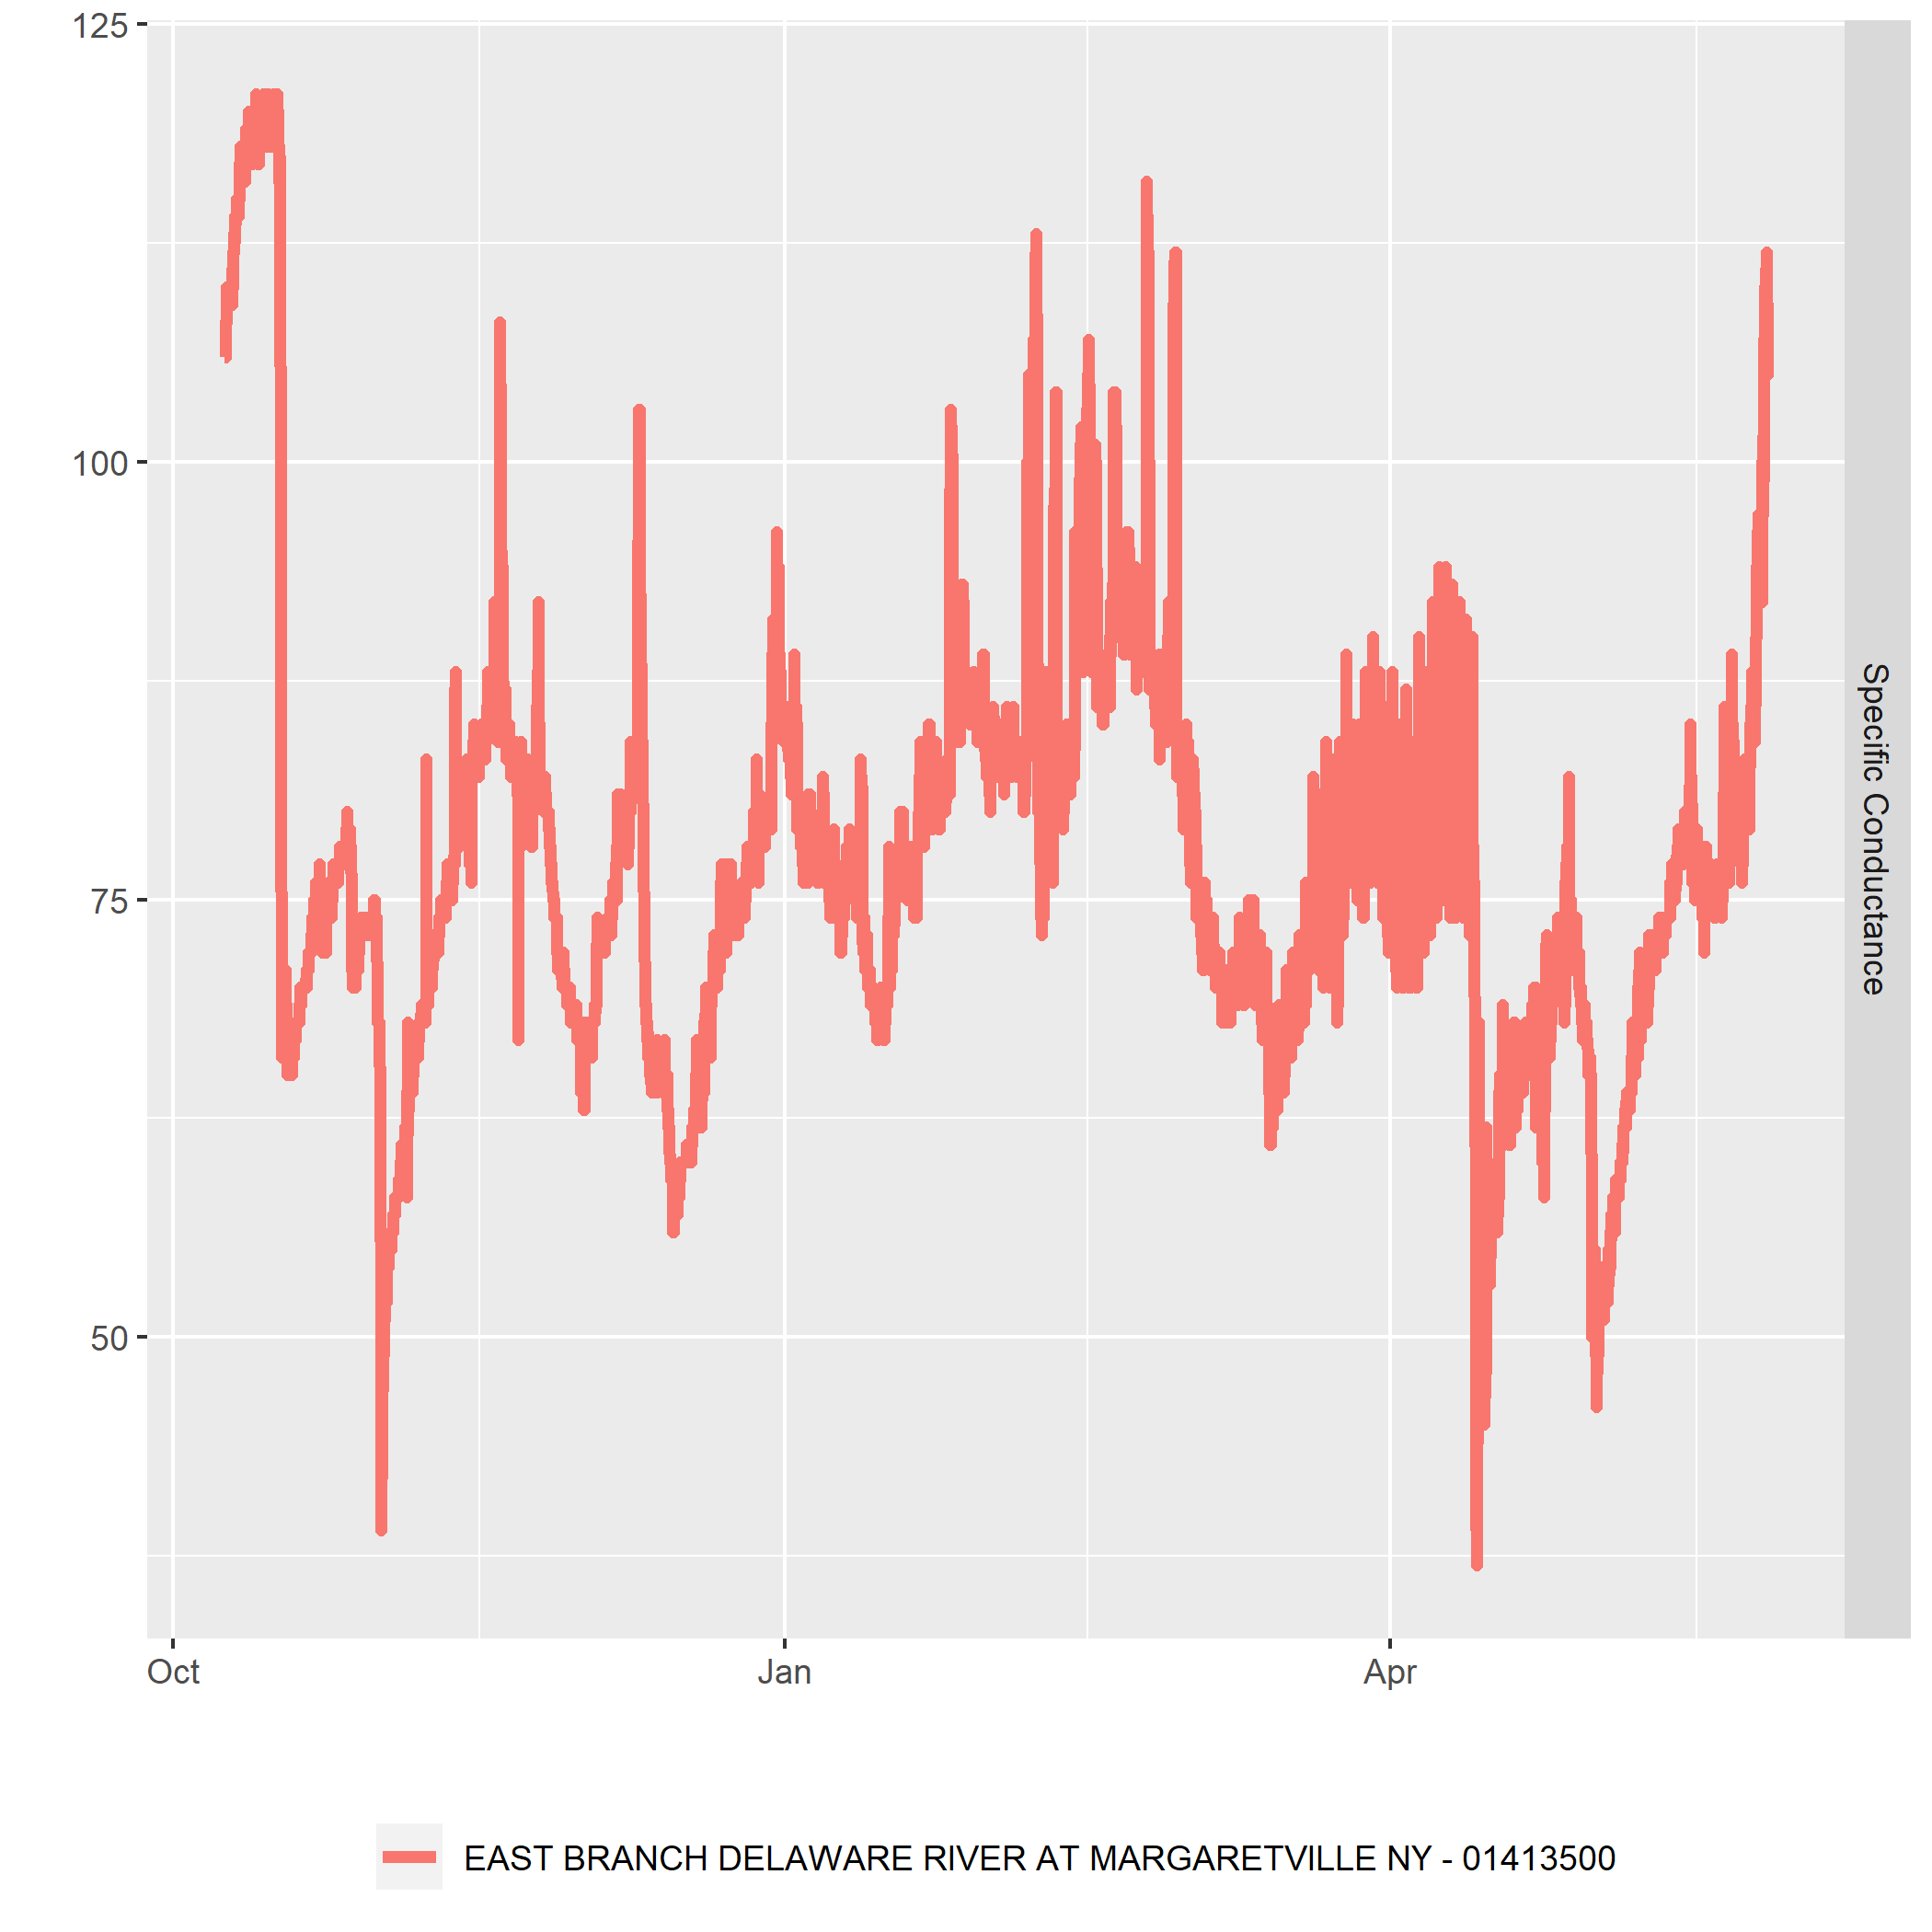 125
100
75
50
Oct Jan Apr
Specific Conductance
EAST BRANCH DELAWARE RIVER AT MARGARETVILLE NY - 01413500